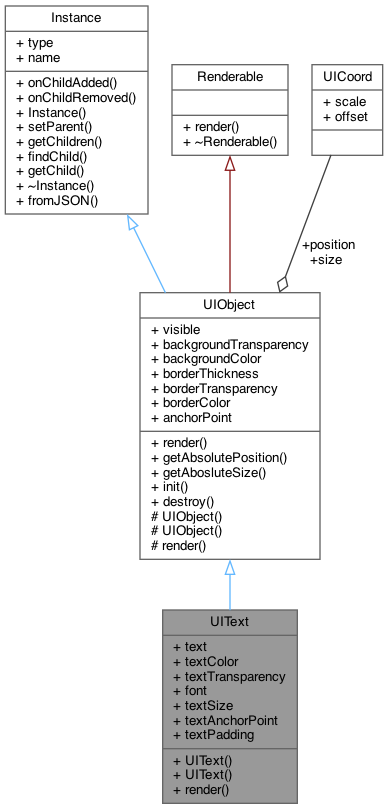 Instance
+ type
+ name
+ onChildAdded()
+ onChildRemoved()
+ Instance()
+ setParent()
+ getChildren()
+ findChild()
+ getChild()
+ ~Instance()
+ fromJSON()
Renderable
+ render()
+ ~Renderable()
UICoord
+ scale
+ offset
+position
+size
UIObject
+ visible
+ backgroundTransparency
+ backgroundColor
+ borderThickness
+ borderTransparency
+ borderColor
+ anchorPoint
+ render()
+ getAbsolutePosition()
+ getAbosluteSize()
+ init()
+ destroy()
# UIObject()
# UIObject()
# render()
UIText
+ text
+ textColor
+ textTransparency
+ font
+ textSize
+ textAnchorPoint
+ textPadding
+ UIText()
+ UIText()
+ render()